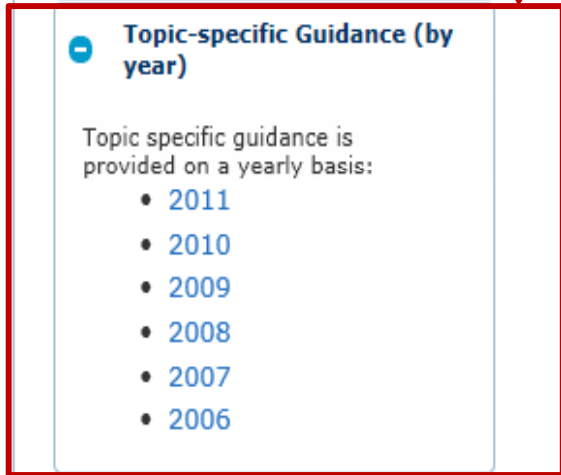 Topic-specific Guidance (by
year)
Topic specific guidance is
provided on a yearly basis:
• 2011
• 2010
• 2009
• 2008
• 2007
• 2006